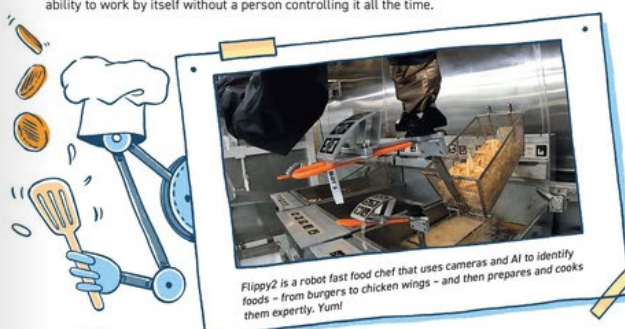 ability to work by itself without a person controlling it all the time.
Flippy2 is a robot fast food chef that uses cameras and AI to identify
foods – from burgers to chicken wings – and then prepares and cooks
them expertly. Yum!